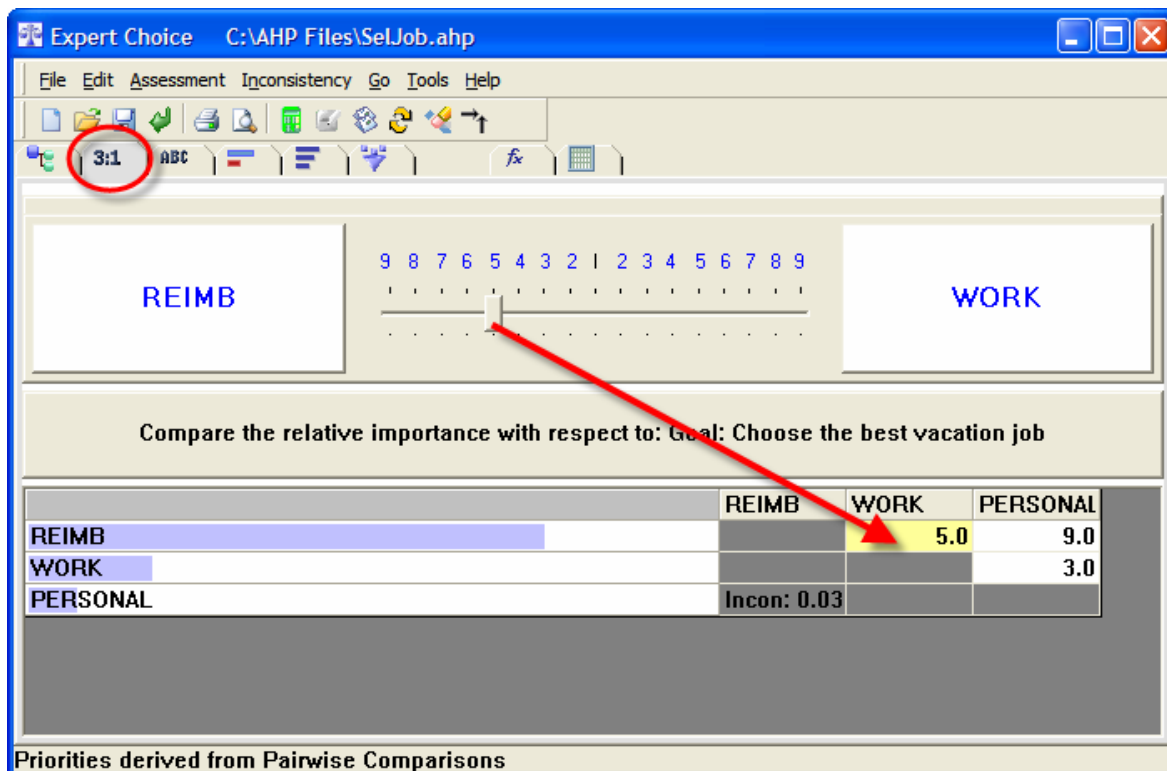 Expert Choice C:\AHP Files\SelJob.ahp
File Edit Assessment Inconsistency Go Tools Help
3:1 ABC fx
9 8 7 6 5 4 3 2 1 2 3 4 5 6 7 8 9
REIMB WORK
Compare the relative importance with respect to: Goal: Choose the best vacation job
REIMB WORK PERSONAL
REIMB 5.0 9.0
WORK 3.0
PERSONAL Incon: 0.03
Priorities derived from Pairwise Comparisons